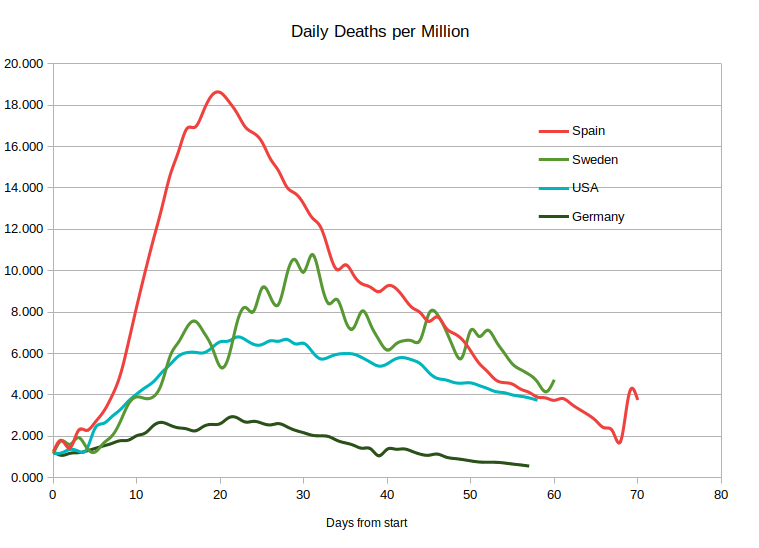 Daily Deaths per Million
20.000
18.000
16.000
14.000
12.000
10.000
8.000
6.000
4.000
2.000
0.000
Spain
Sweden
USA
Germany
0 10 20 30 40 50 60 70 80
Days from start